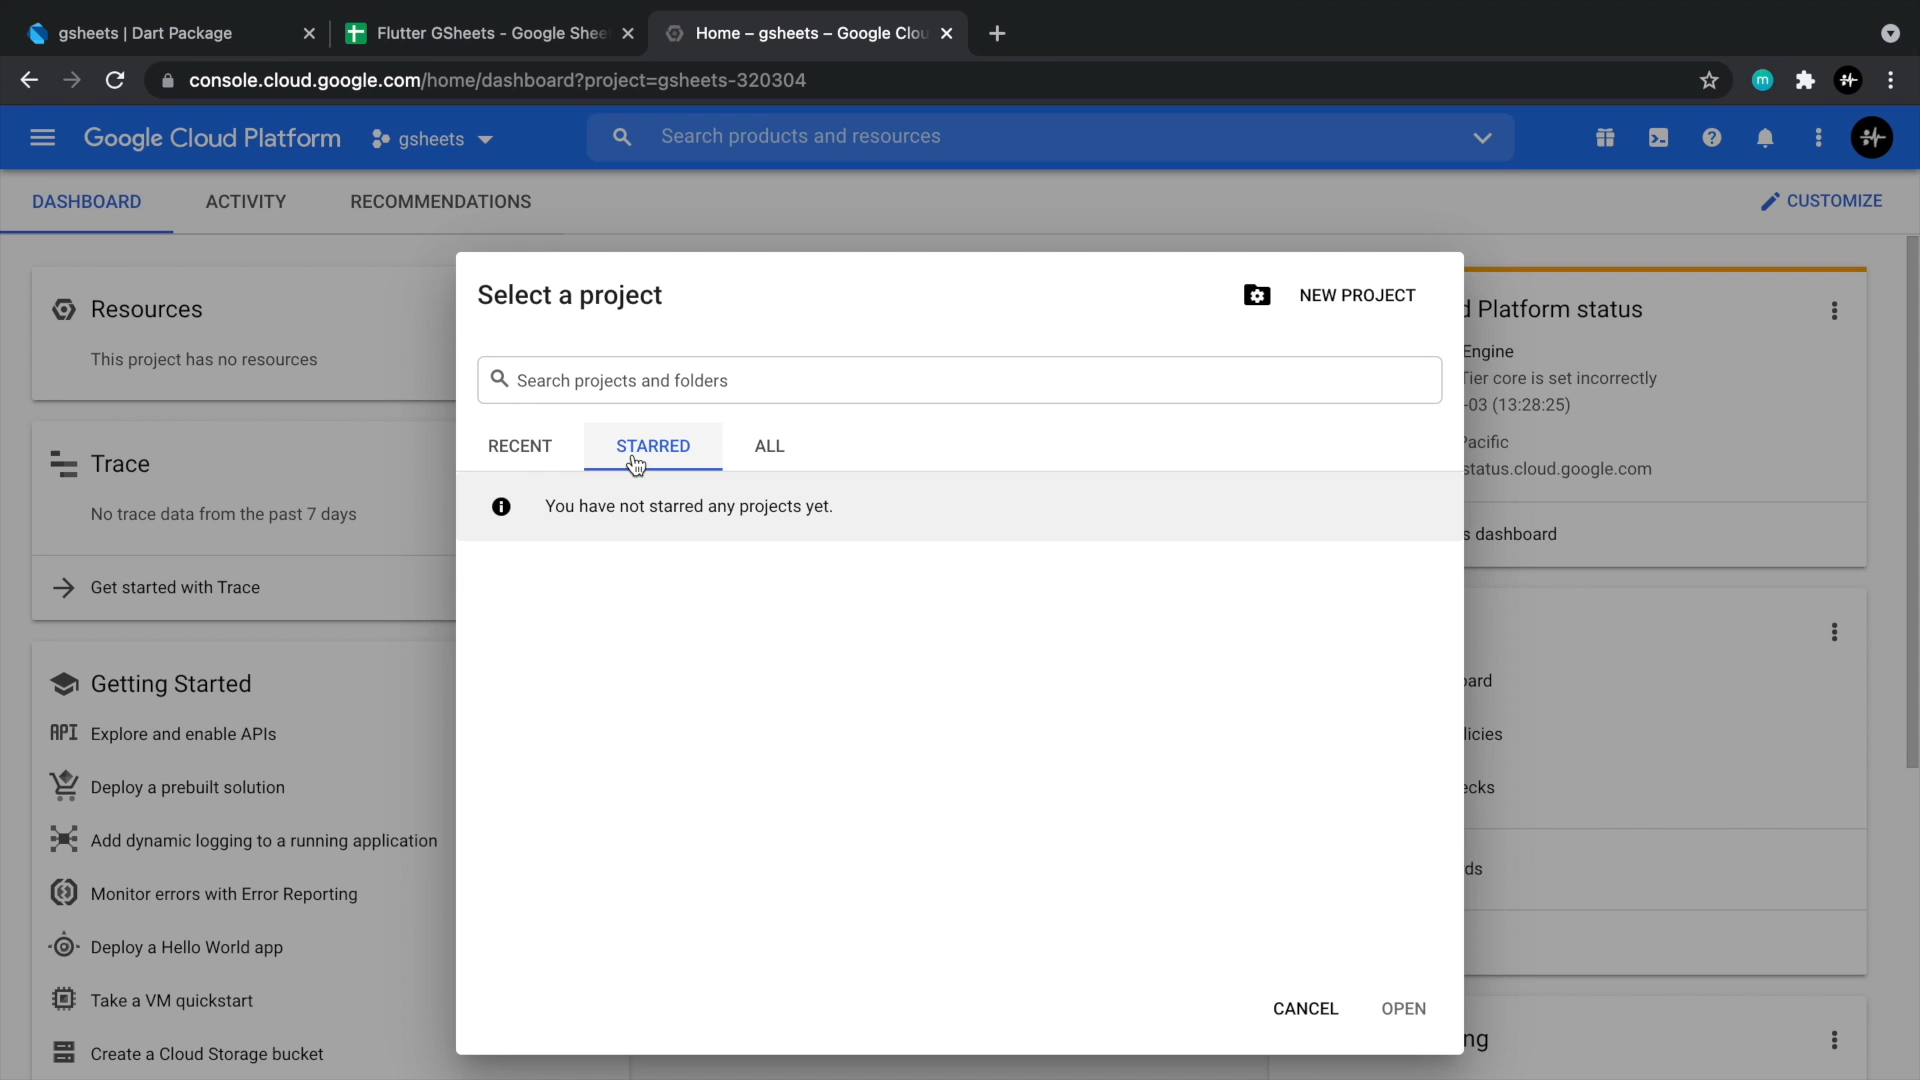 gsheets | Dart Package
Flutter GSheets - Google Shee
Home – gsheets – Google Clou
console.cloud.google.com/home/dashboard?project=gsheets-320304
m
Google Cloud Platform
gsheets
Search products and resources
DASHBOARD
ACTIVITY
RECOMMENDATIONS
CUSTOMIZE
Resources
This project has no resources
Trace
No trace data from the past 7 days
Get started with Trace
Getting Started
API Explore and enable APIs
Deploy a prebuilt solution
Add dynamic logging to a running application
Monitor errors with Error Reporting
Deploy a Hello World app
Take a VM quickstart
Create a Cloud Storage bucket
Select a project
NEW PROJECT
Search projects and folders
RECENT
STARRED
ALL
You have not starred any projects yet.
CANCEL
OPEN
d Platform status
Engine
Tier core is set incorrectly
-03 (13:28:25)
Pacific
status.cloud.google.com
s dashboard
oard
licies
ecks
ds
ng